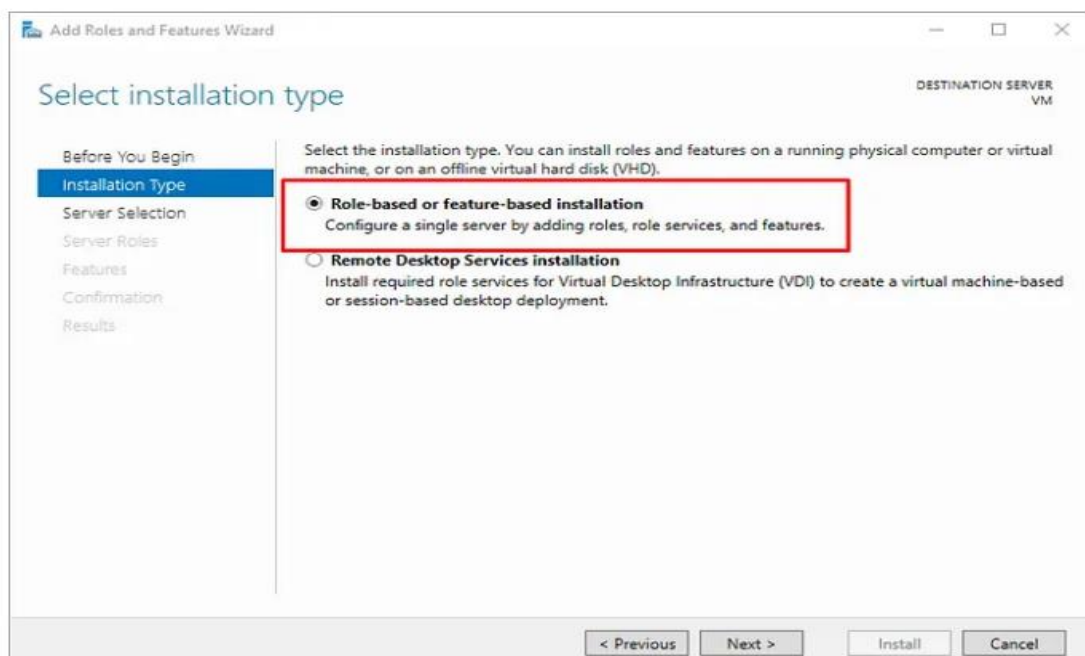 Add Roles and Features Wizard
Select installation type
DESTINATION SERVER
VM
Before You Begin
Installation Type
Server Selection
Server Roles
Features
Confirmation
Results
Select the installation type. You can install roles and features on a running physical computer or virtual
machine, or on an offline virtual hard disk (VHD).
Role-based or feature-based installation
Configure a single server by adding roles, role services, and features.
Remote Desktop Services installation
Install required role services for Virtual Desktop Infrastructure (VDI) to create a virtual machine-based
or session-based desktop deployment.
< Previous
Next >
Install
Cancel